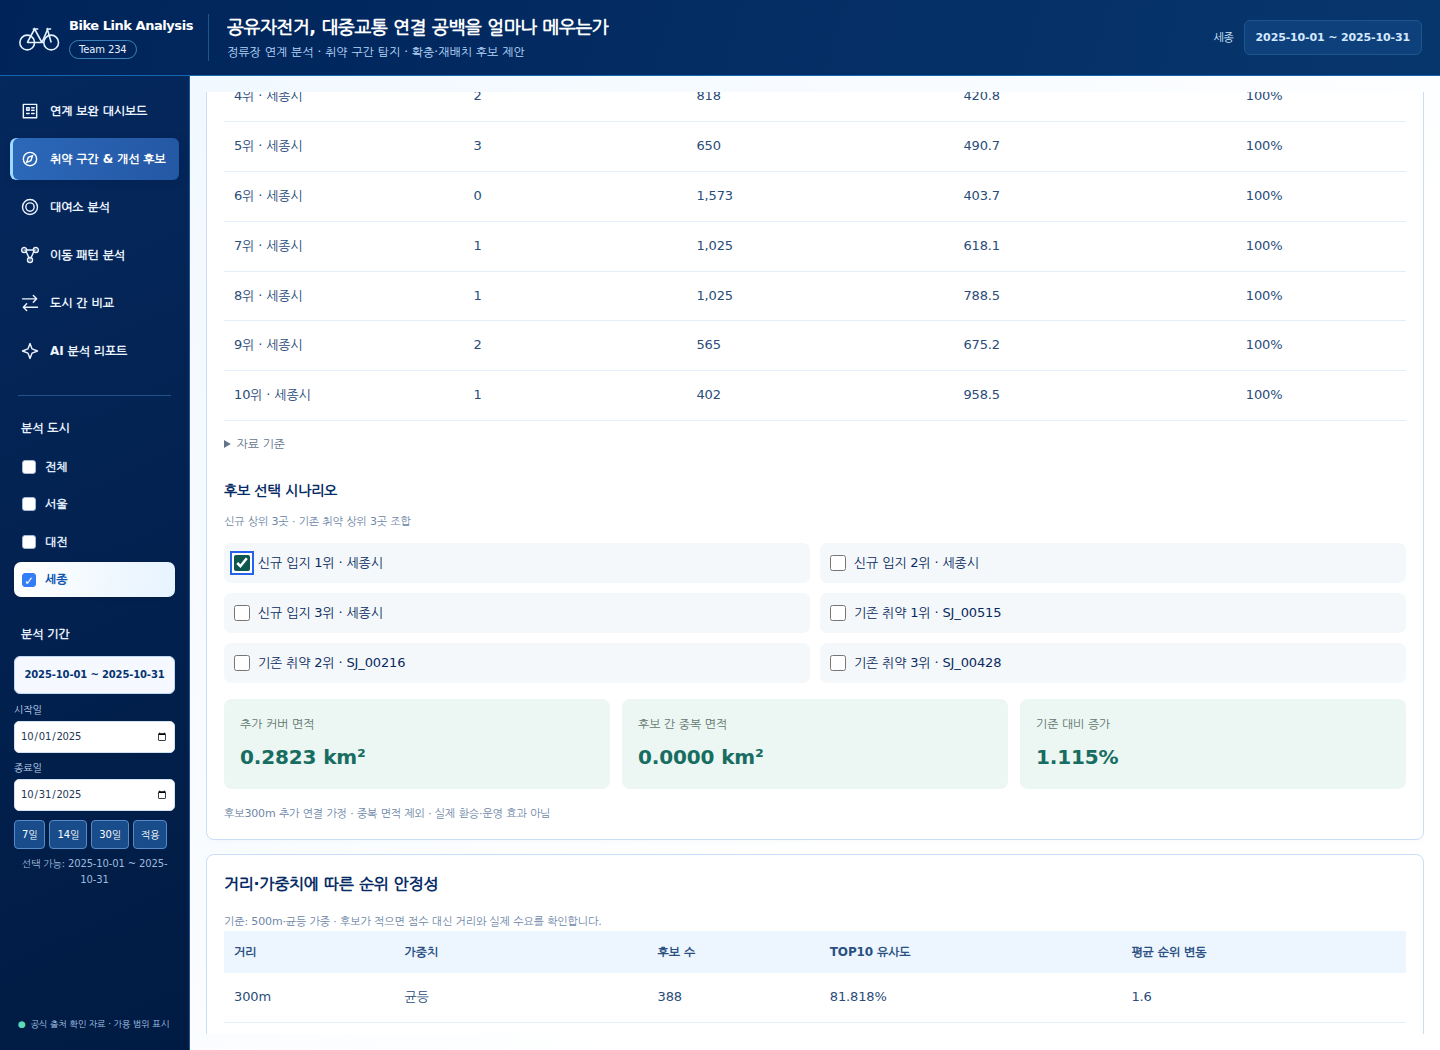 Bike Link Analysis
Team 234
공유자전거, 대중교통 연결 공백을 얼마나 메우는가
정류장 연계 분석 · 취약 구간 탐지 · 확충·재배치 후보 제안
세종
2025-10-01 ~ 2025-10-31
연계 보완 대시보드
취약 구간 & 개선 후보
대여소 분석
이동 패턴 분석
도시 간 비교
AI 분석 리포트
분석 도시
전체
서울
대전
세종
분석 기간
2025-10-01 ~ 2025-10-31
시작일
10/01/2025
종료일
10/31/2025
7일 14일 30일 적용
선택 가능: 2025-10-01 ~ 2025-
10-31
공식 출처 확인 자료 · 가용 범위 표시
4위 · 세종시 2 818 420.8 100%
5위 · 세종시 3 650 490.7 100%
6위 · 세종시 0 1,573 403.7 100%
7위 · 세종시 1 1,025 618.1 100%
8위 · 세종시 1 1,025 788.5 100%
9위 · 세종시 2 565 675.2 100%
10위 · 세종시 1 402 958.5 100%
자료 기준
후보 선택 시나리오
신규 상위 3곳 · 기존 취약 상위 3곳 조합
신규 입지 1위 · 세종시 신규 입지 2위 · 세종시
신규 입지 3위 · 세종시 기존 취약 1위 · SJ_00515
기존 취약 2위 · SJ_00216 기존 취약 3위 · SJ_00428
추가 커버 면적 후보 간 중복 면적 기준 대비 증가
0.2823 km² 0.0000 km² 1.115%
후보300m 추가 연결 가정 · 중복 면적 제외 · 실제 환승·운영 효과 아님
거리·가중치에 따른 순위 안정성
기준: 500m·균등 가중 · 후보가 적으면 점수 대신 거리와 실제 수요를 확인합니다.
거리 가중치 후보 수 TOP10 유사도 평균 순위 변동
300m 균등 388 81.818% 1.6